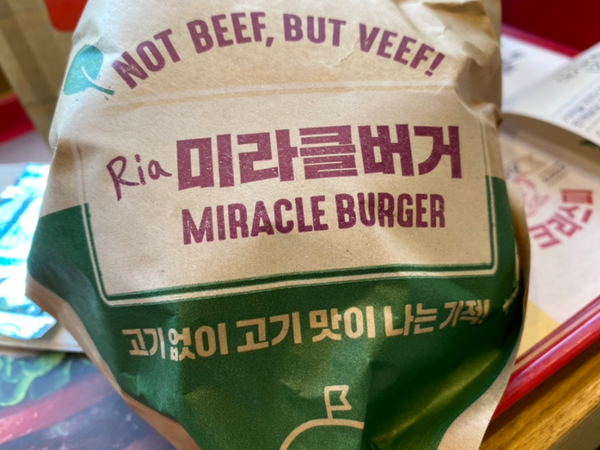 NOT BEEF, BUT VEEF!
Ria 미라클버거
MIRACLE BURGER
고기 없이 고기 맛이 나는 기적!